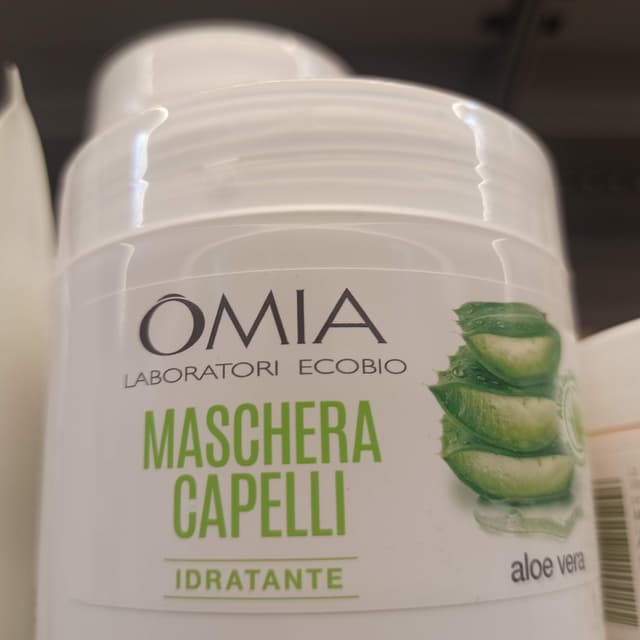 ÔMIA
LABORATORI ECOBIO
MASCHERA
CAPELLI
IDRATANTE
aloe vera